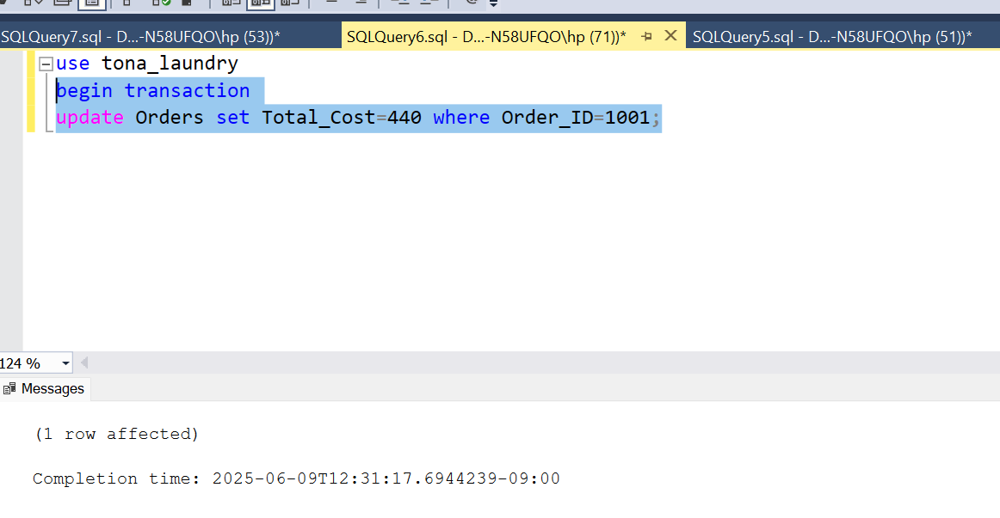 SQLQuery7.sql - D...-N58UFQO\hp (53))*
SQLQuery6.sql - D...-N58UFQO\hp (71))*
SQLQuery5.sql - D...-N58UFQO\hp (51))*
use tona_laundry
begin transaction
update Orders set Total_Cost=440 where Order_ID=1001;
124 %
Messages
(1 row affected)
Completion time: 2025-06-09T12:31:17.6944239-09:00